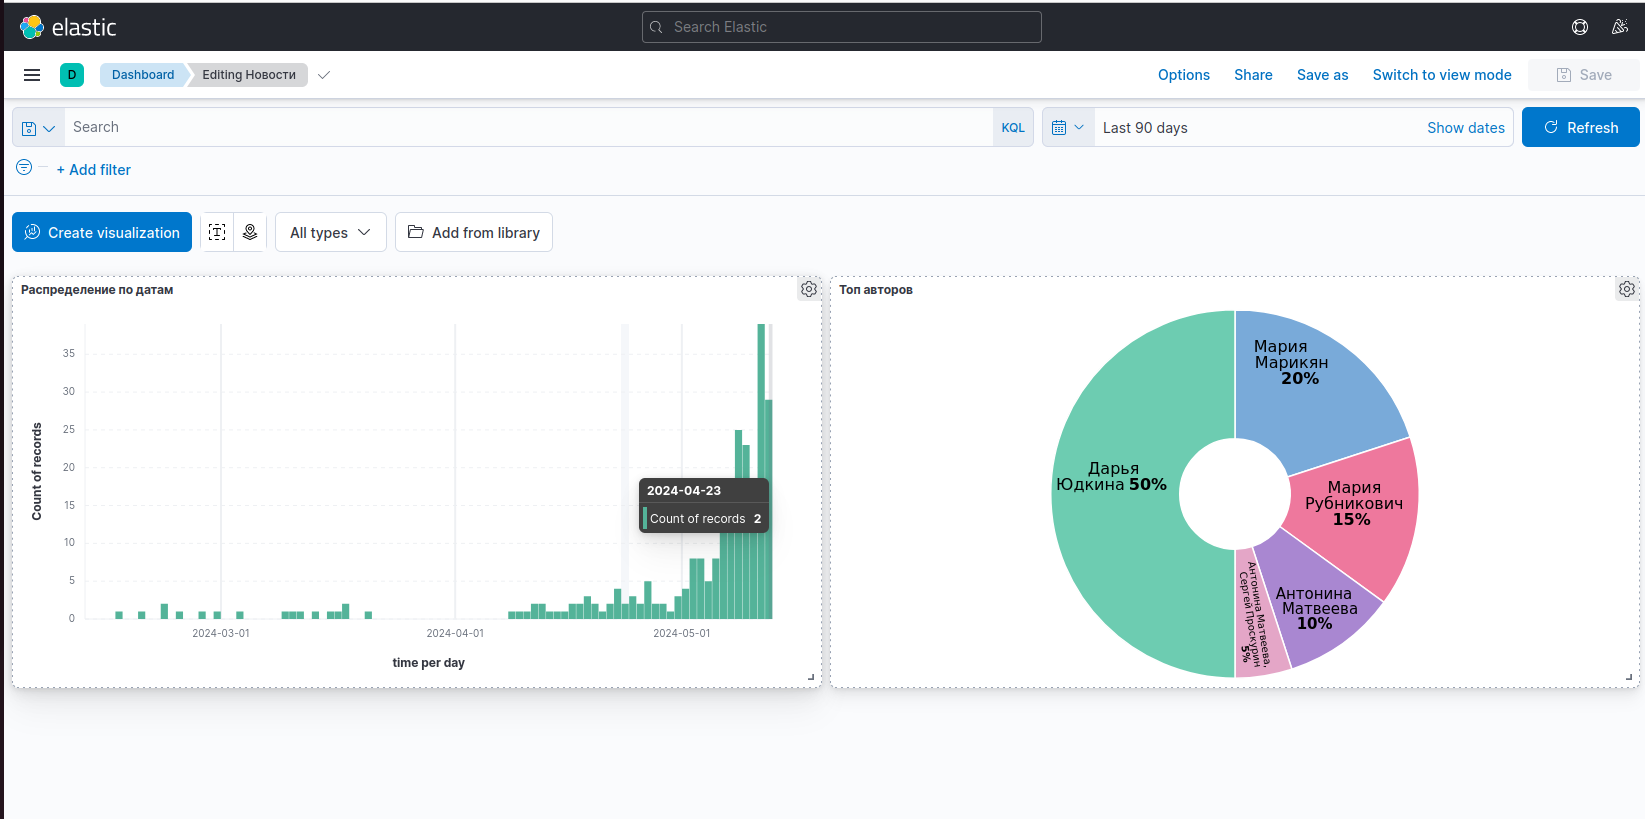 elastic
Search Elastic
D
Dashboard
Editing Новости
Options
Share
Save as
Switch to view mode
Save
Search
KQL
Last 90 days
Show dates
Refresh
+ Add filter
Create visualization
All types
Add from library
Распределение по датам
Count of records
35
30
25
20
15
10
5
0
2024-03-01
2024-04-01
2024-05-01
time per day
2024-04-23
Count of records 2
Топ авторов
Мария
Марикян
20%
Мария
Рубникович
15%
Антонина
Матвеева
10%
Антонина Матвеева,
Сергей Проскурин
5%
Дарья
Юдкина 50%